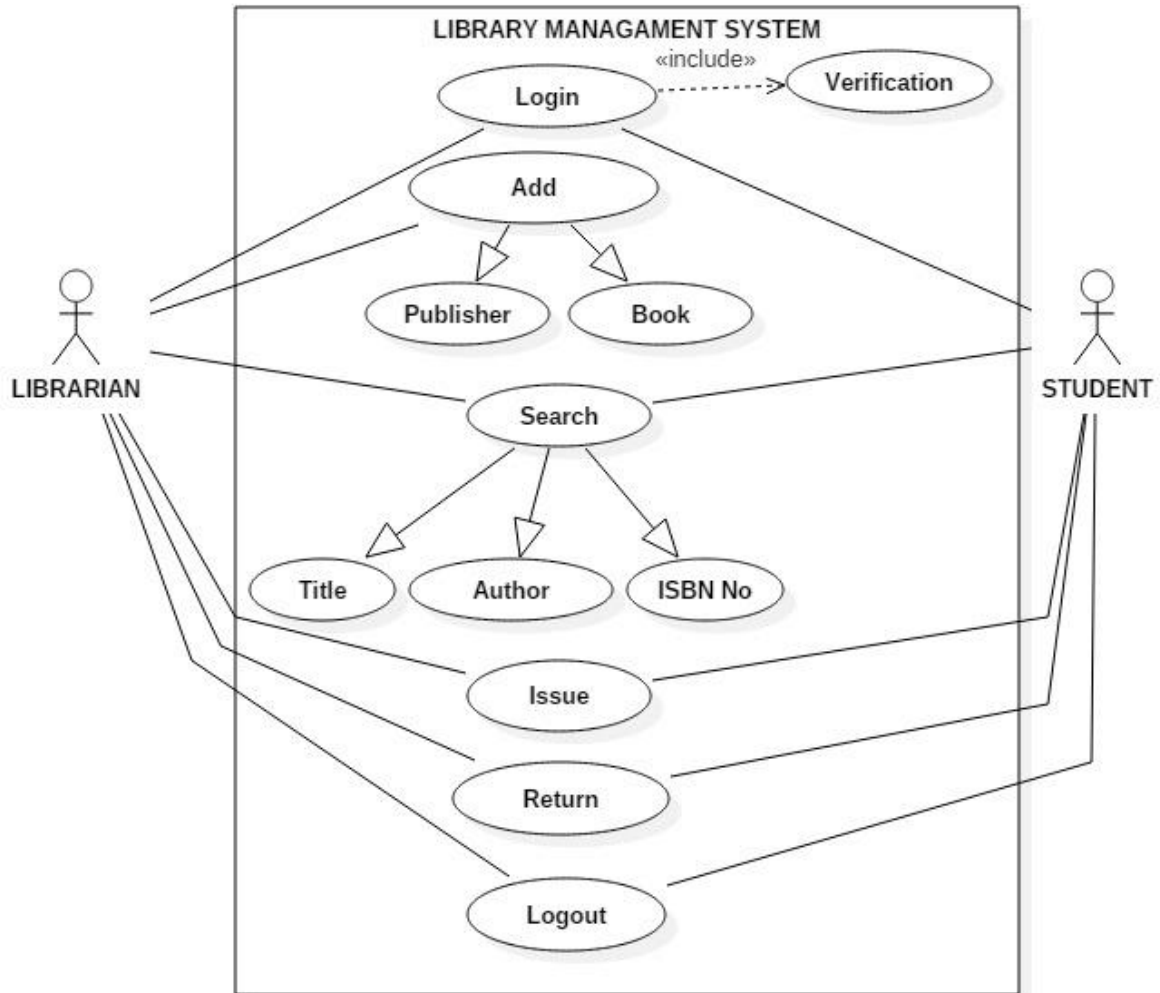 LIBRARY MANAGAMENT SYSTEM
«include»
Login
Verification
Add
Publisher
Book
LIBRARIAN
STUDENT
Search
Title
Author
ISBN No
Issue
Return
Logout